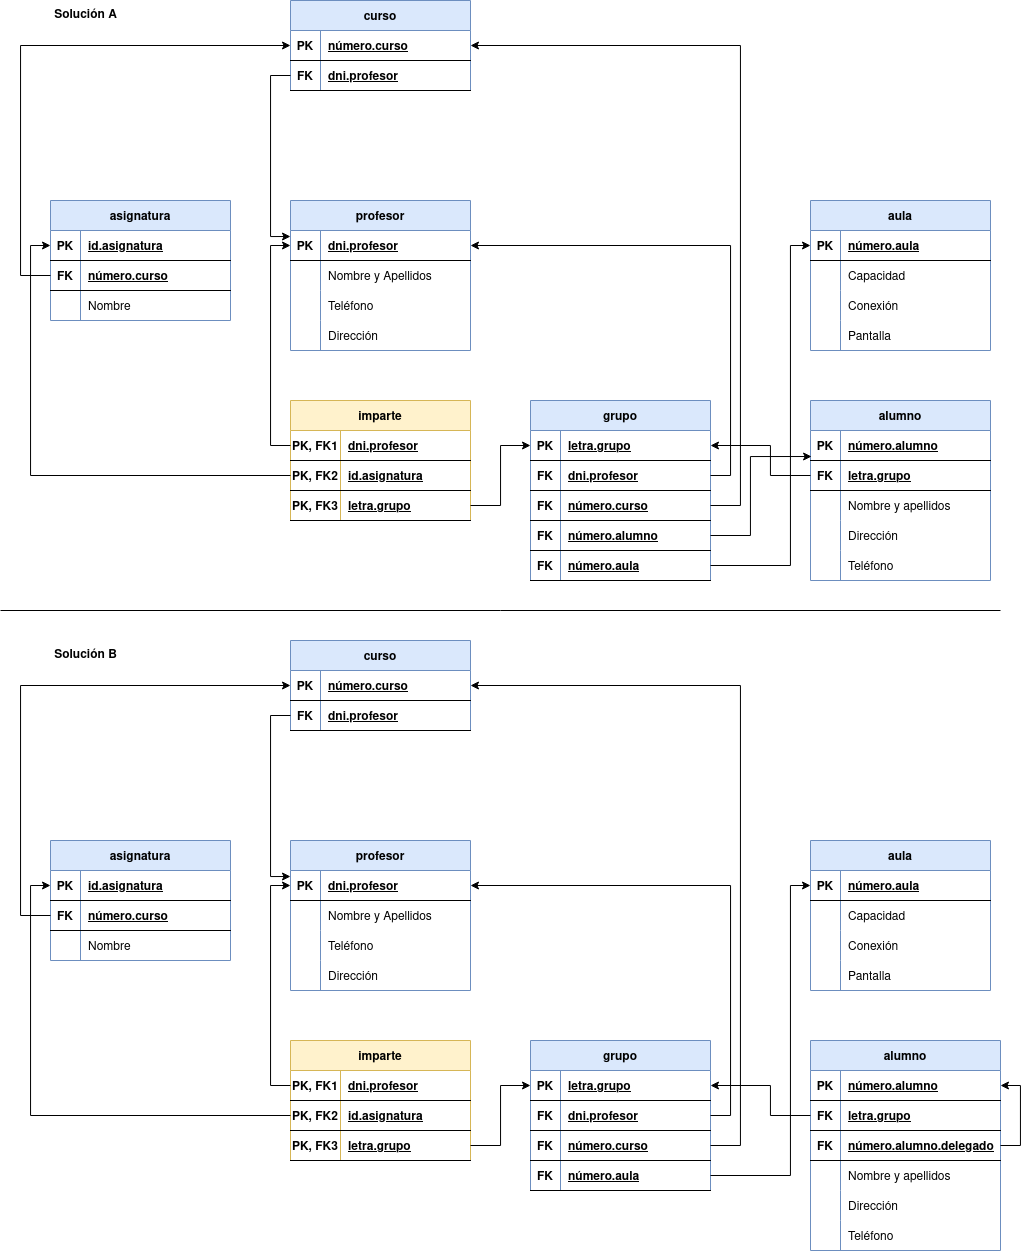 Solución A
curso
PK número.curso
FK dni.profesor
asignatura
PK id.asignatura
FK número.curso
Nombre
profesor
PK dni.profesor
Nombre y Apellidos
Teléfono
Dirección
aula
PK número.aula
Capacidad
Conexión
Pantalla
imparte
PK, FK1 dni.profesor
PK, FK2 id.asignatura
PK, FK3 letra.grupo
grupo
PK letra.grupo
FK dni.profesor
FK número.curso
FK número.alumno
FK número.aula
alumno
PK número.alumno
FK letra.grupo
Nombre y apellidos
Dirección
Teléfono
Solución B
curso
PK número.curso
FK dni.profesor
asignatura
PK id.asignatura
FK número.curso
Nombre
profesor
PK dni.profesor
Nombre y Apellidos
Teléfono
Dirección
aula
PK número.aula
Capacidad
Conexión
Pantalla
imparte
PK, FK1 dni.profesor
PK, FK2 id.asignatura
PK, FK3 letra.grupo
grupo
PK letra.grupo
FK dni.profesor
FK número.curso
FK número.aula
alumno
PK número.alumno
FK letra.grupo
FK número.alumno.delegado
Nombre y apellidos
Dirección
Teléfono